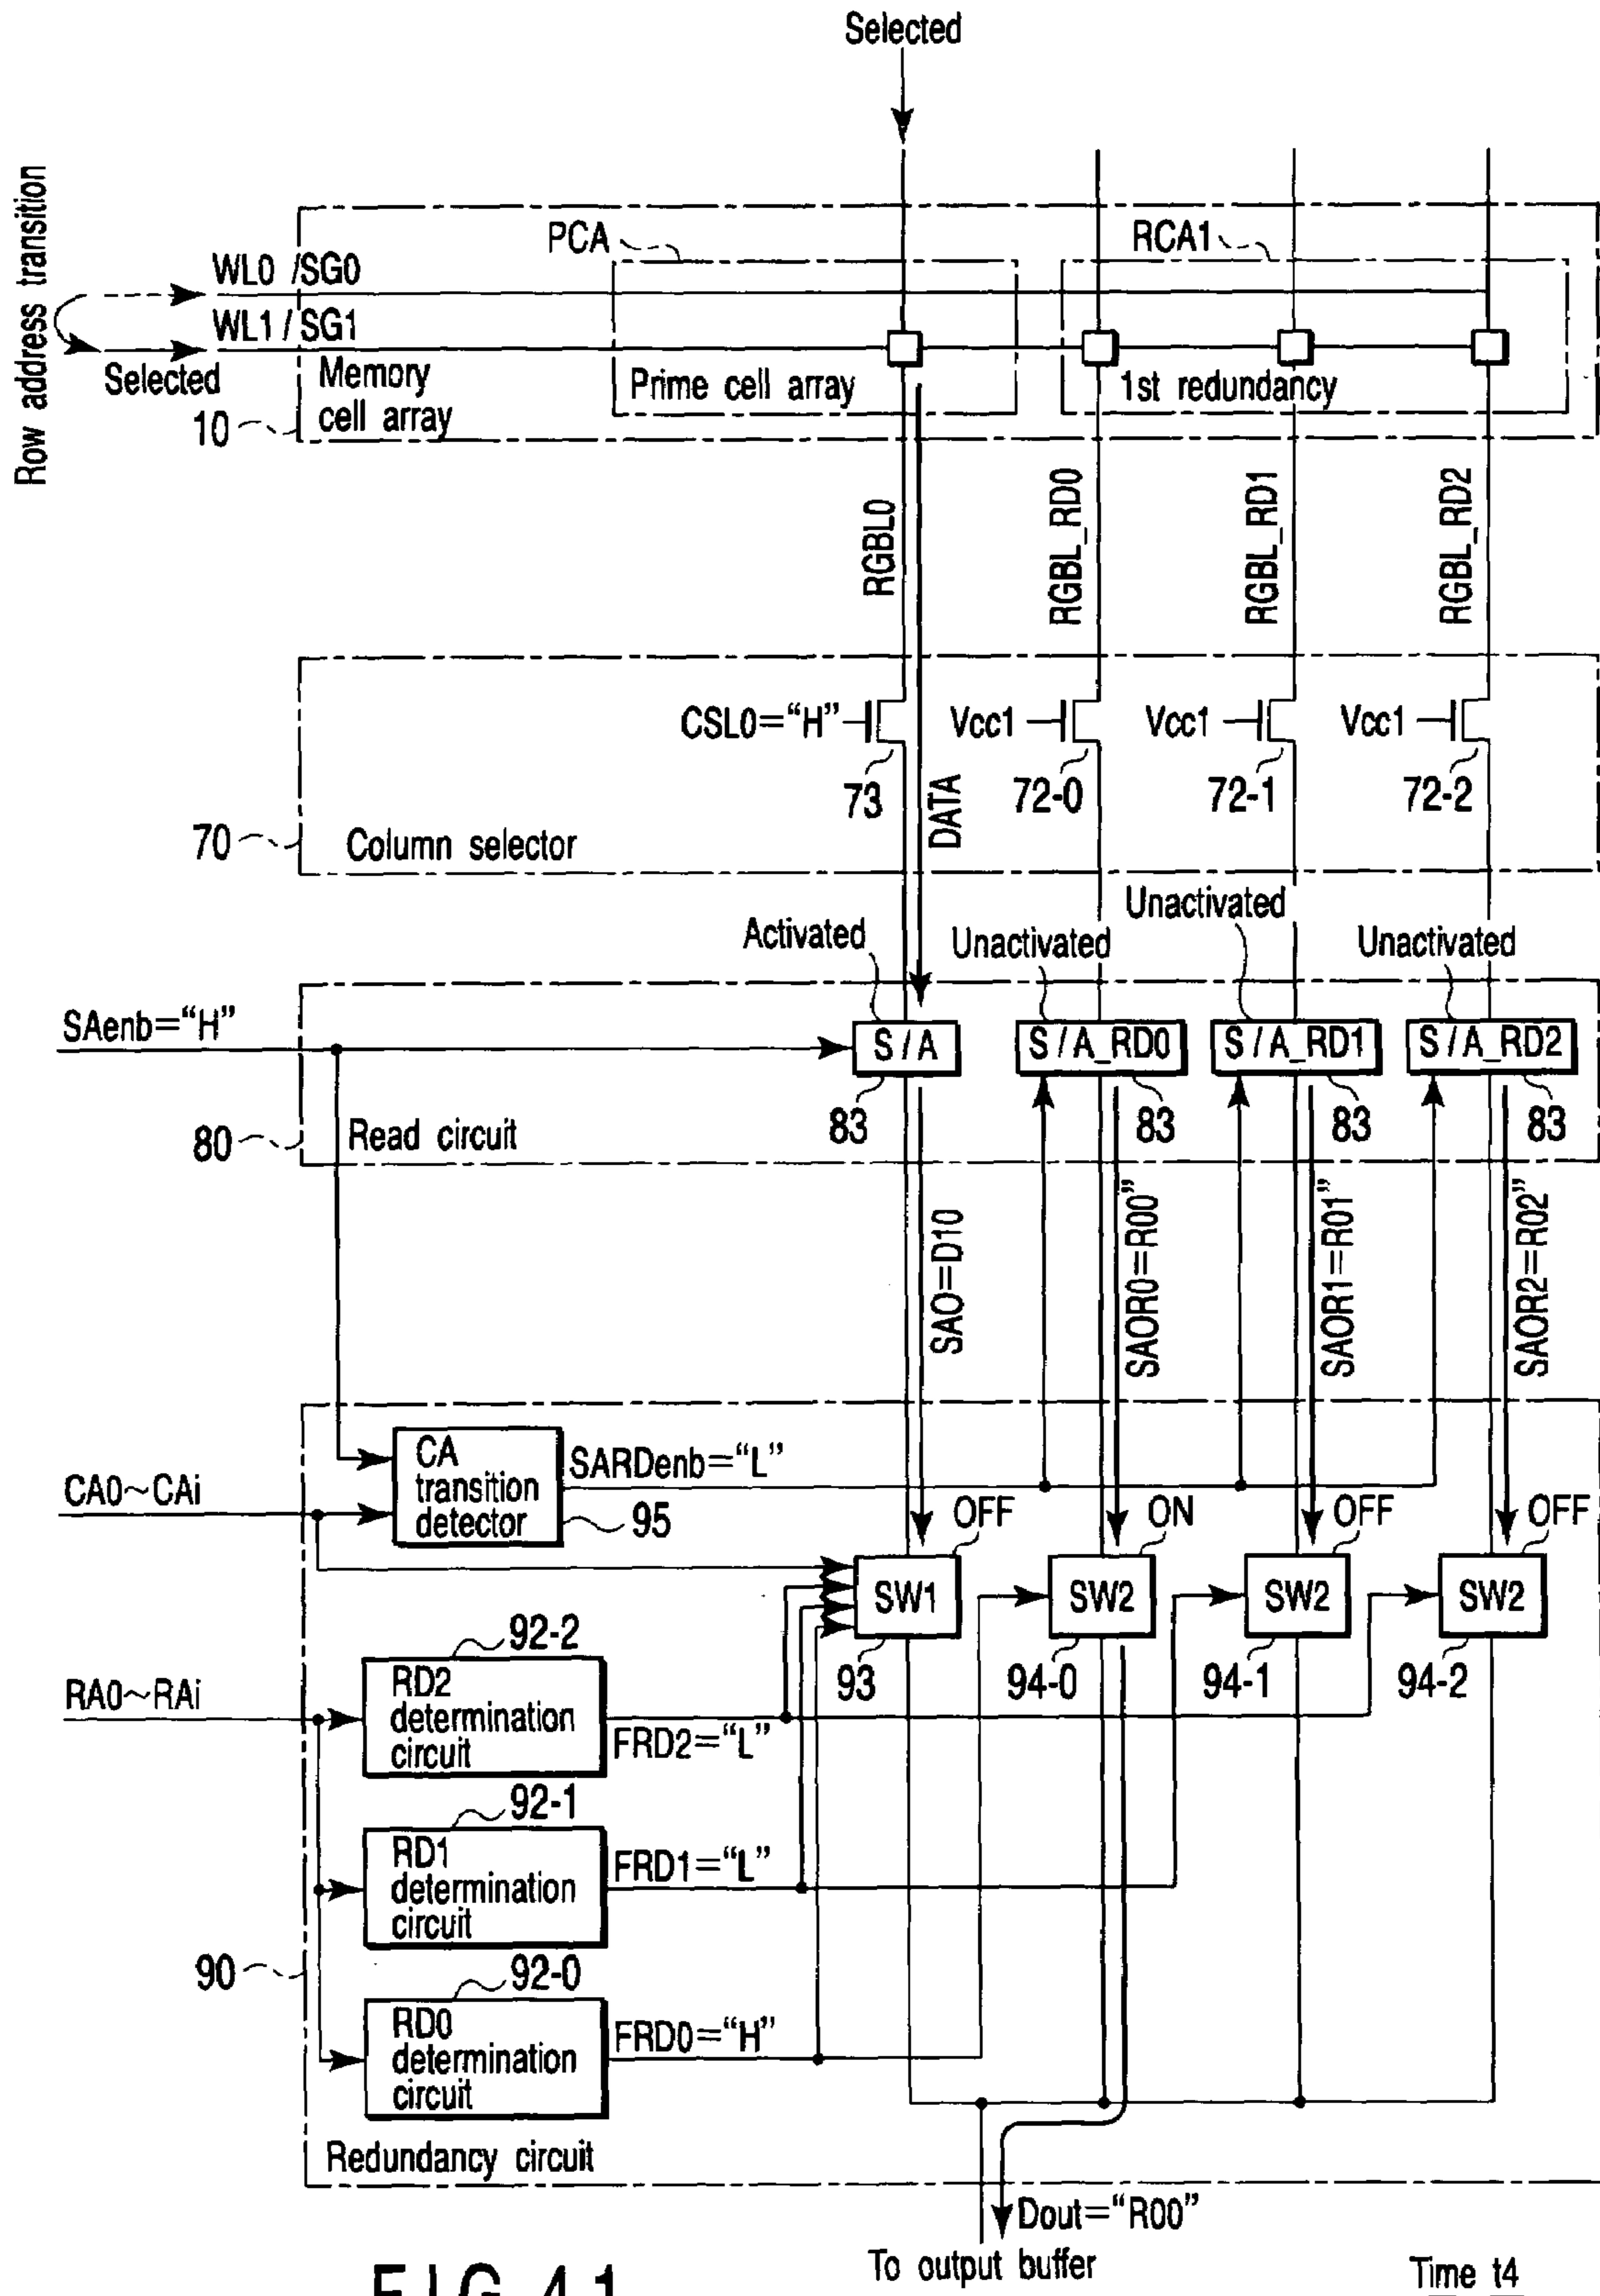 Selected
Row address transition
PCA
RCA1
WL0 /SG0
WL1 / SG1
Selected
Memory
cell array
Prime cell array
1st redundancy
10
RGBL0
RGBL_RD0
RGBL_RD1
RGBL_RD2
CSL0=“H”
Vcc1
Vcc1
Vcc1
73
72-0
72-1
72-2
DATA
70
Column selector
Activated
Unactivated
Unactivated
Unactivated
SAenb=“H”
S / A
S / A_RD0
S / A_RD1
S / A_RD2
83
83
83
83
80
Read circuit
SAO=D10
SAOR0=R00”
SAOR1=R01”
SAOR2=R02”
CA
transition
detector
SARDenb=“L”
CA0~CAi
95
OFF
ON
OFF
OFF
SW1
SW2
SW2
SW2
93
94-0
94-1
94-2
92-2
RA0~RAi
RD2
determination
circuit
FRD2=“L”
92-1
RD1
determination
circuit
FRD1=“L”
90
92-0
RD0
determination
circuit
FRD0=“H”
Redundancy circuit
Dout=“R00”
To output buffer
Time t4